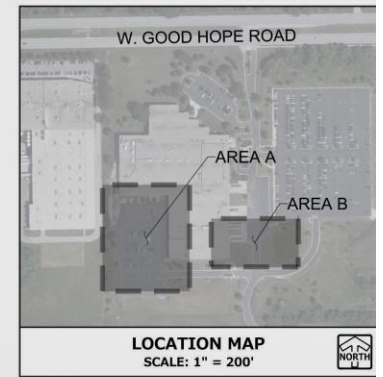 W. GOOD HOPE ROAD
AREA A
AREA B
LOCATION MAP
SCALE: 1" = 200'
NORTH